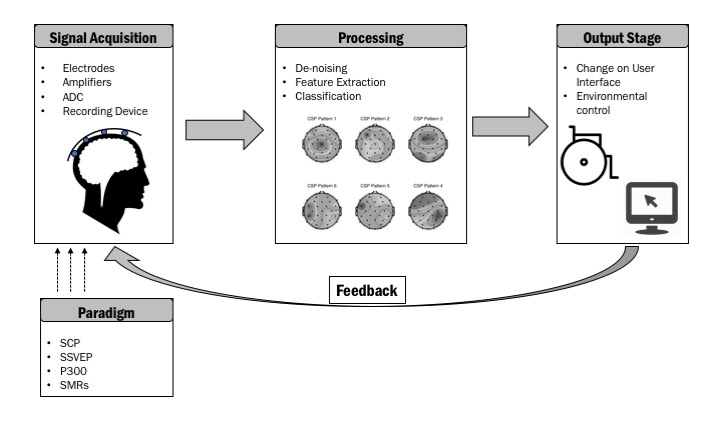 Signal Acquisition
• Electrodes
• Amplifiers
• ADC
• Recording Device
Processing
• De-noising
• Feature Extraction
• Classification
CSP Pattern 1
CSP Pattern 2
CSP Pattern 3
CSP Pattern 6
CSP Pattern 5
CSP Pattern 4
Output Stage
• Change on User
Interface
• Environmental
control
Feedback
Paradigm
• SCP
• SSVEP
• P300
• SMRs